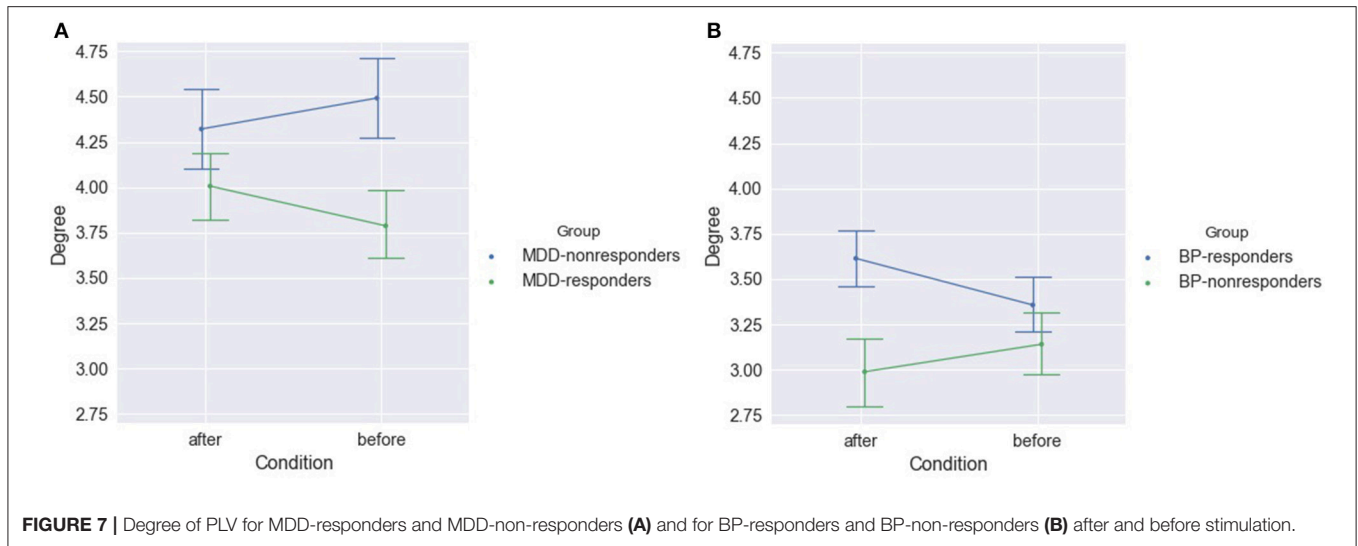 A
4.75
4.50
4.25
4.00
3.75
3.50
3.25
3.00
2.75
Degree
after
before
Condition
Group
MDD-nonresponders
MDD-responders
B
4.75
4.50
4.25
4.00
3.75
3.50
3.25
3.00
2.75
Degree
after
before
Condition
Group
BP-responders
BP-nonresponders
FIGURE 7 | Degree of PLV for MDD-responders and MDD-non-responders (A) and for BP-responders and BP-non-responders (B) after and before stimulation.